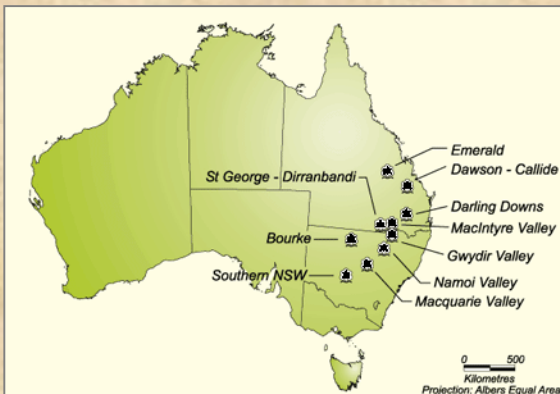 Emerald
Dawson - Callide
St George - Dirranbandi
Darling Downs
MacIntyre Valley
Bourke
Gwydir Valley
Southern NSW
Namoi Valley
Macquarie Valley
0 500
Kilometres
Projection: Albers Equal Area